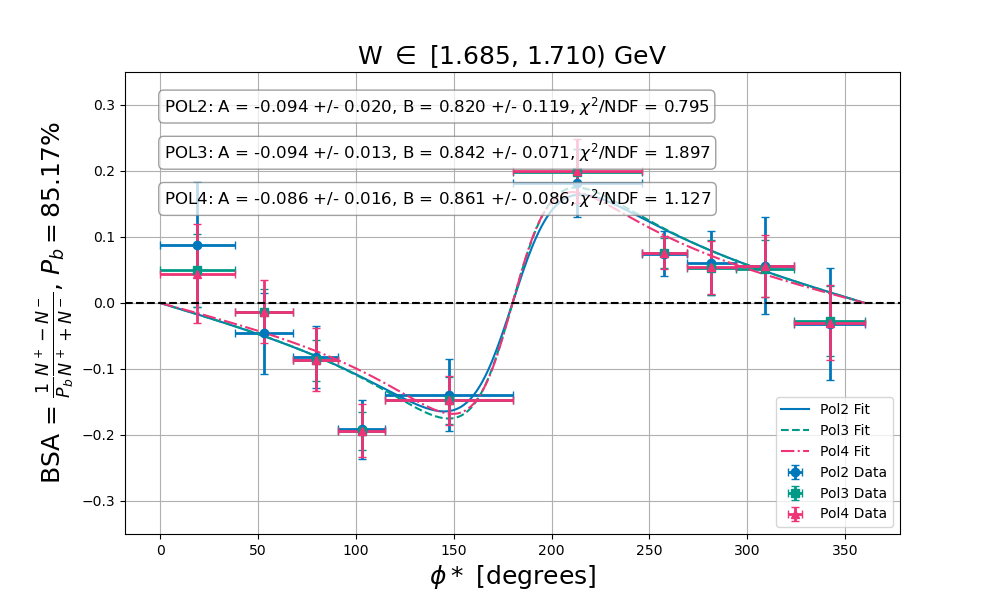 W ∈ [1.685, 1.710) GeV
POL2: A = -0.094 +/- 0.020, B = 0.820 +/- 0.119, χ²/NDF = 0.795
POL3: A = -0.094 +/- 0.013, B = 0.842 +/- 0.071, χ²/NDF = 1.897
POL4: A = -0.086 +/- 0.016, B = 0.861 +/- 0.086, χ²/NDF = 1.127
BSA = 1/P_b (N⁺ − N⁻)/(N⁺ + N⁻), P_b = 85.17%
0.3
0.2
0.1
0.0
−0.1
−0.2
−0.3
Pol2 Fit
Pol3 Fit
Pol4 Fit
Pol2 Data
Pol3 Data
Pol4 Data
0 50 100 150 200 250 300 350
ϕ* [degrees]